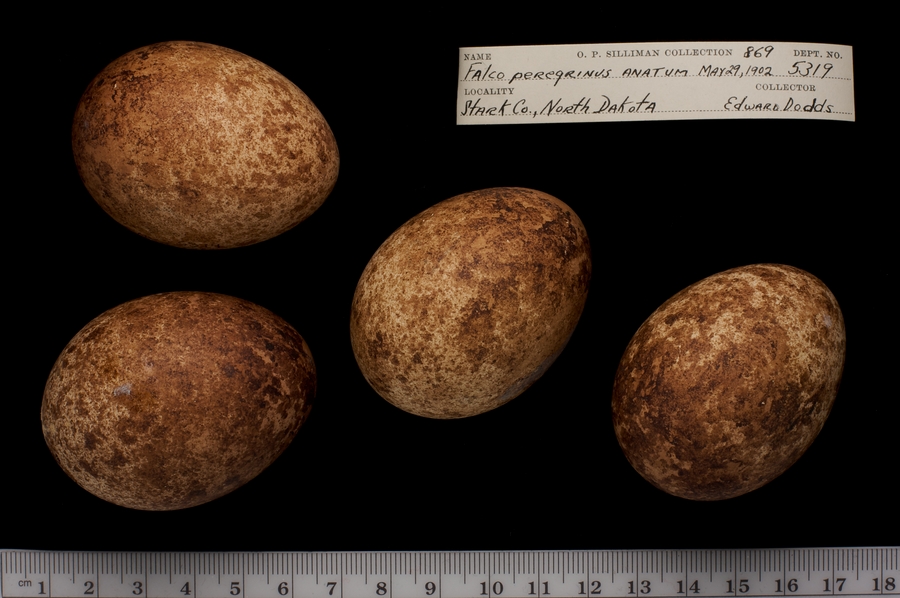 NAME O. P. SILLIMAN COLLECTION 869 DEPT. NO.
Falco peregrinus anatum May 29, 1902 5319
LOCALITY COLLECTOR
Stark Co., North Dakota Edward Dodds
cm 1 2 3 4 5 6 7 8 9 10 11 12 13 14 15 16 17 18